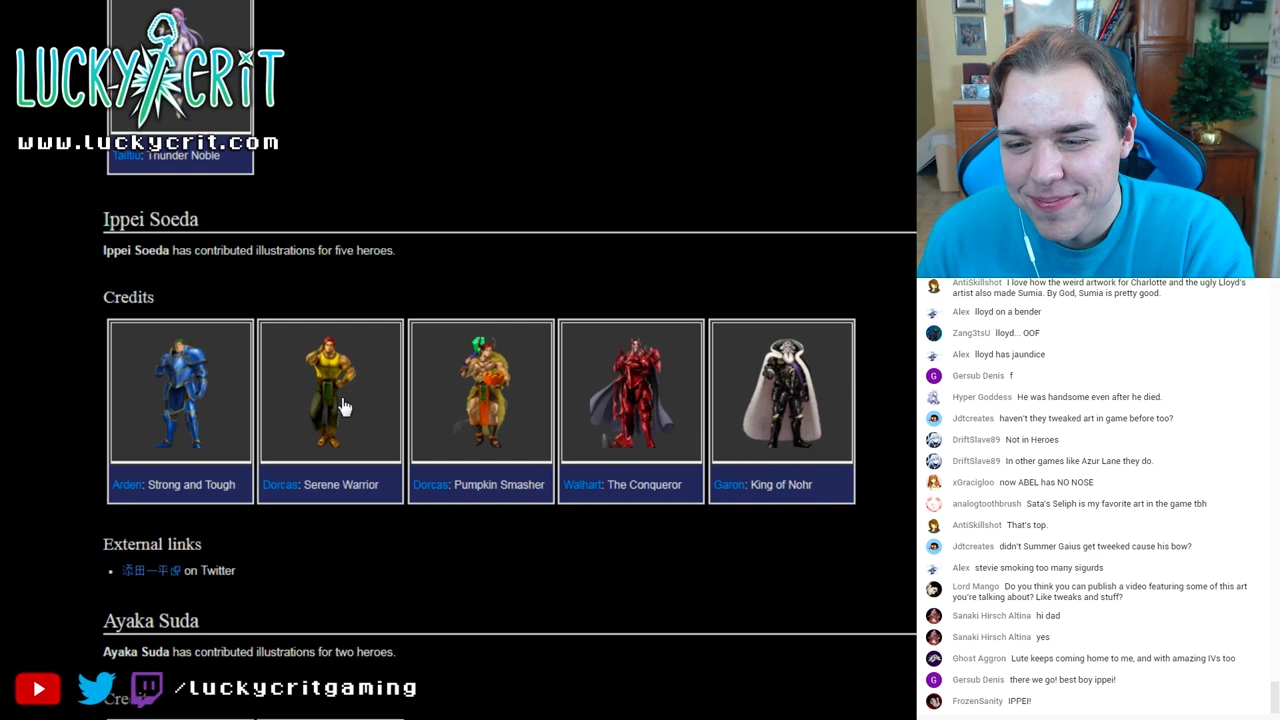 LUCKY CRIT
www.luckycrit.com
Tailtiu: Thunder Noble
Ippei Soeda
Ippei Soeda has contributed illustrations for five heroes.
Credits
Arden: Strong and Tough
Dorcas: Serene Warrior
Dorcas: Pumpkin Smasher
Walhart: The Conqueror
Garon: King of Nohr
External links
• 添田一平 on Twitter
Ayaka Suda
Ayaka Suda has contributed illustrations for two heroes.
/luckycritgaming
AntiSkillshot I love how the weird artwork for Charlotte and the ugly Lloyd's
artist also made Sumia. By God, Sumia is pretty good.
Alex lloyd on a bender
Zang3tsU lloyd... OOF
Alex lloyd has jaundice
G Gersub Denis f
Hyper Goddess He was handsome even after he died.
Jdtcreates haven't they tweaked art in game before too?
DriftSlave89 Not in Heroes
DriftSlave89 In other games like Azur Lane they do.
xGracigloo now ABEL has NO NOSE
analogtoothbrush Sata's Seliph is my favorite art in the game tbh
AntiSkillshot That's top.
Jdtcreates didn't Summer Gaius get tweeked cause his bow?
Alex stevie smoking too many sigurds
Lord Mango Do you think you can publish a video featuring some of this art
you're talking about? Like tweaks and stuff?
Sanaki Hirsch Altina hi dad
Sanaki Hirsch Altina yes
Ghost Aggron Lute keeps coming home to me, and with amazing IVs too
G Gersub Denis there we go! best boy ippei!
FrozenSanity IPPEI!